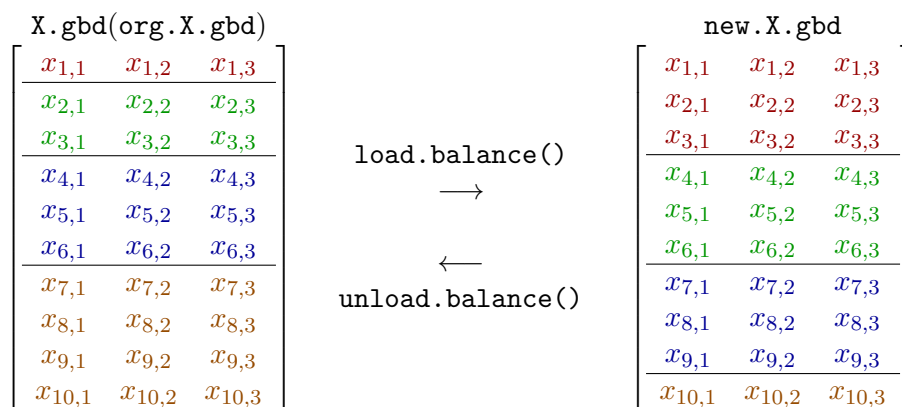 X.gbd(org.X.gbd)
x1,1 x1,2 x1,3
x2,1 x2,2 x2,3
x3,1 x3,2 x3,3
x4,1 x4,2 x4,3
x5,1 x5,2 x5,3
x6,1 x6,2 x6,3
x7,1 x7,2 x7,3
x8,1 x8,2 x8,3
x9,1 x9,2 x9,3
x10,1 x10,2 x10,3
load.balance()
→
←
unload.balance()
new.X.gbd
x1,1 x1,2 x1,3
x2,1 x2,2 x2,3
x3,1 x3,2 x3,3
x4,1 x4,2 x4,3
x5,1 x5,2 x5,3
x6,1 x6,2 x6,3
x7,1 x7,2 x7,3
x8,1 x8,2 x8,3
x9,1 x9,2 x9,3
x10,1 x10,2 x10,3